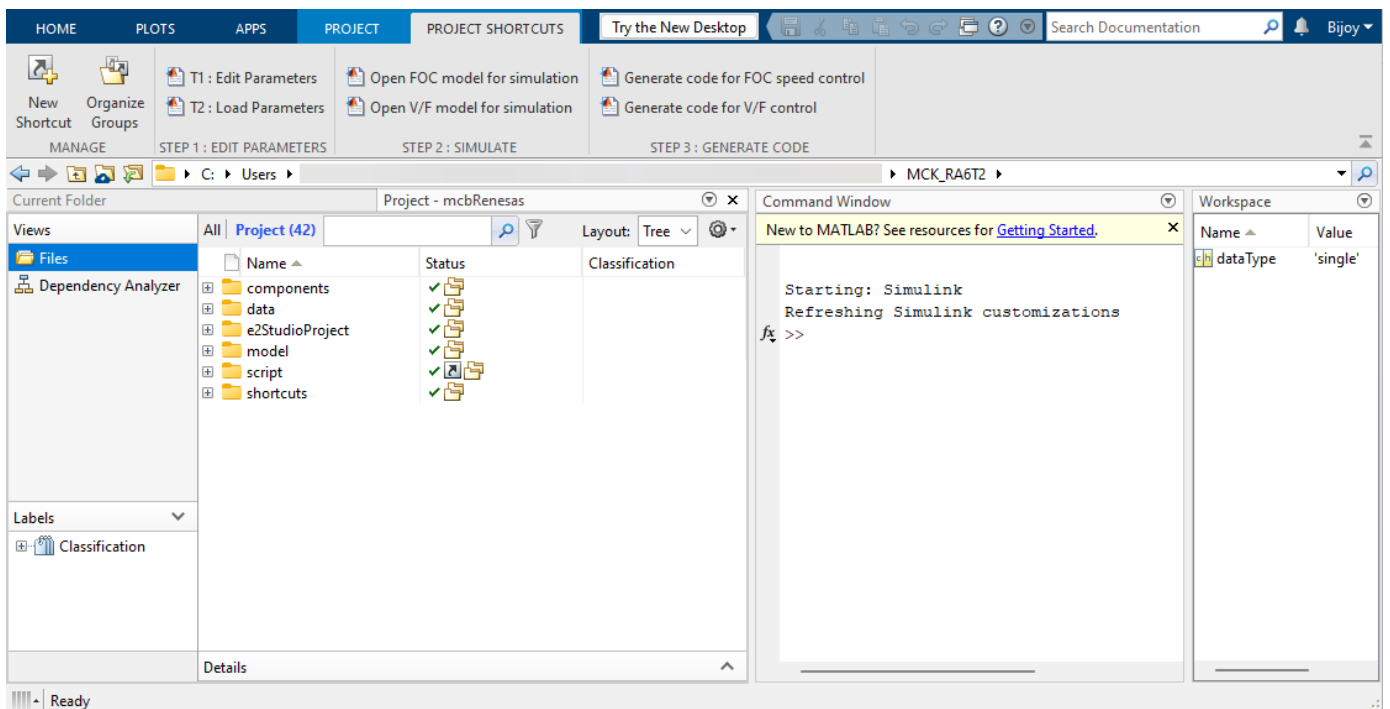 HOME PLOTS APPS PROJECT PROJECT SHORTCUTS Try the New Desktop Search Documentation Bijoy
New Shortcut
Organize Groups
T1 : Edit Parameters
T2 : Load Parameters
Open FOC model for simulation
Open V/F model for simulation
Generate code for FOC speed control
Generate code for V/F control
MANAGE STEP 1 : EDIT PARAMETERS STEP 2 : SIMULATE STEP 3 : GENERATE CODE
C: Users MCK_RA6T2
Current Folder
Project - mcbRenesas
Views
Files
Dependency Analyzer
Labels
Classification
All Project (42) Layout: Tree
Name Status Classification
components
data
e2StudioProject
model
script
shortcuts
Details
Command Window
New to MATLAB? See resources for Getting Started.
Starting: Simulink
Refreshing Simulink customizations
fx >>
Workspace
Name Value
ch dataType 'single'
Ready